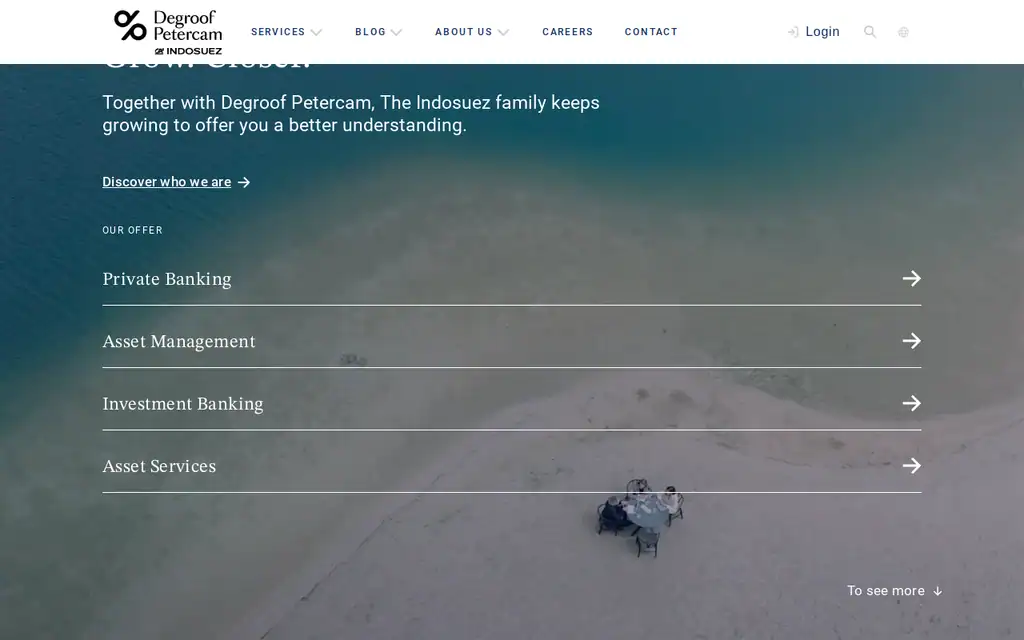 Degroof
Petercam
INDOSUEZ
SERVICES
BLOG
ABOUT US
CAREERS
CONTACT
Login
Grow. Closer.
Together with Degroof Petercam, The Indosuez family keeps
growing to offer you a better understanding.
Discover who we are
OUR OFFER
Private Banking
Asset Management
Investment Banking
Asset Services
To see more